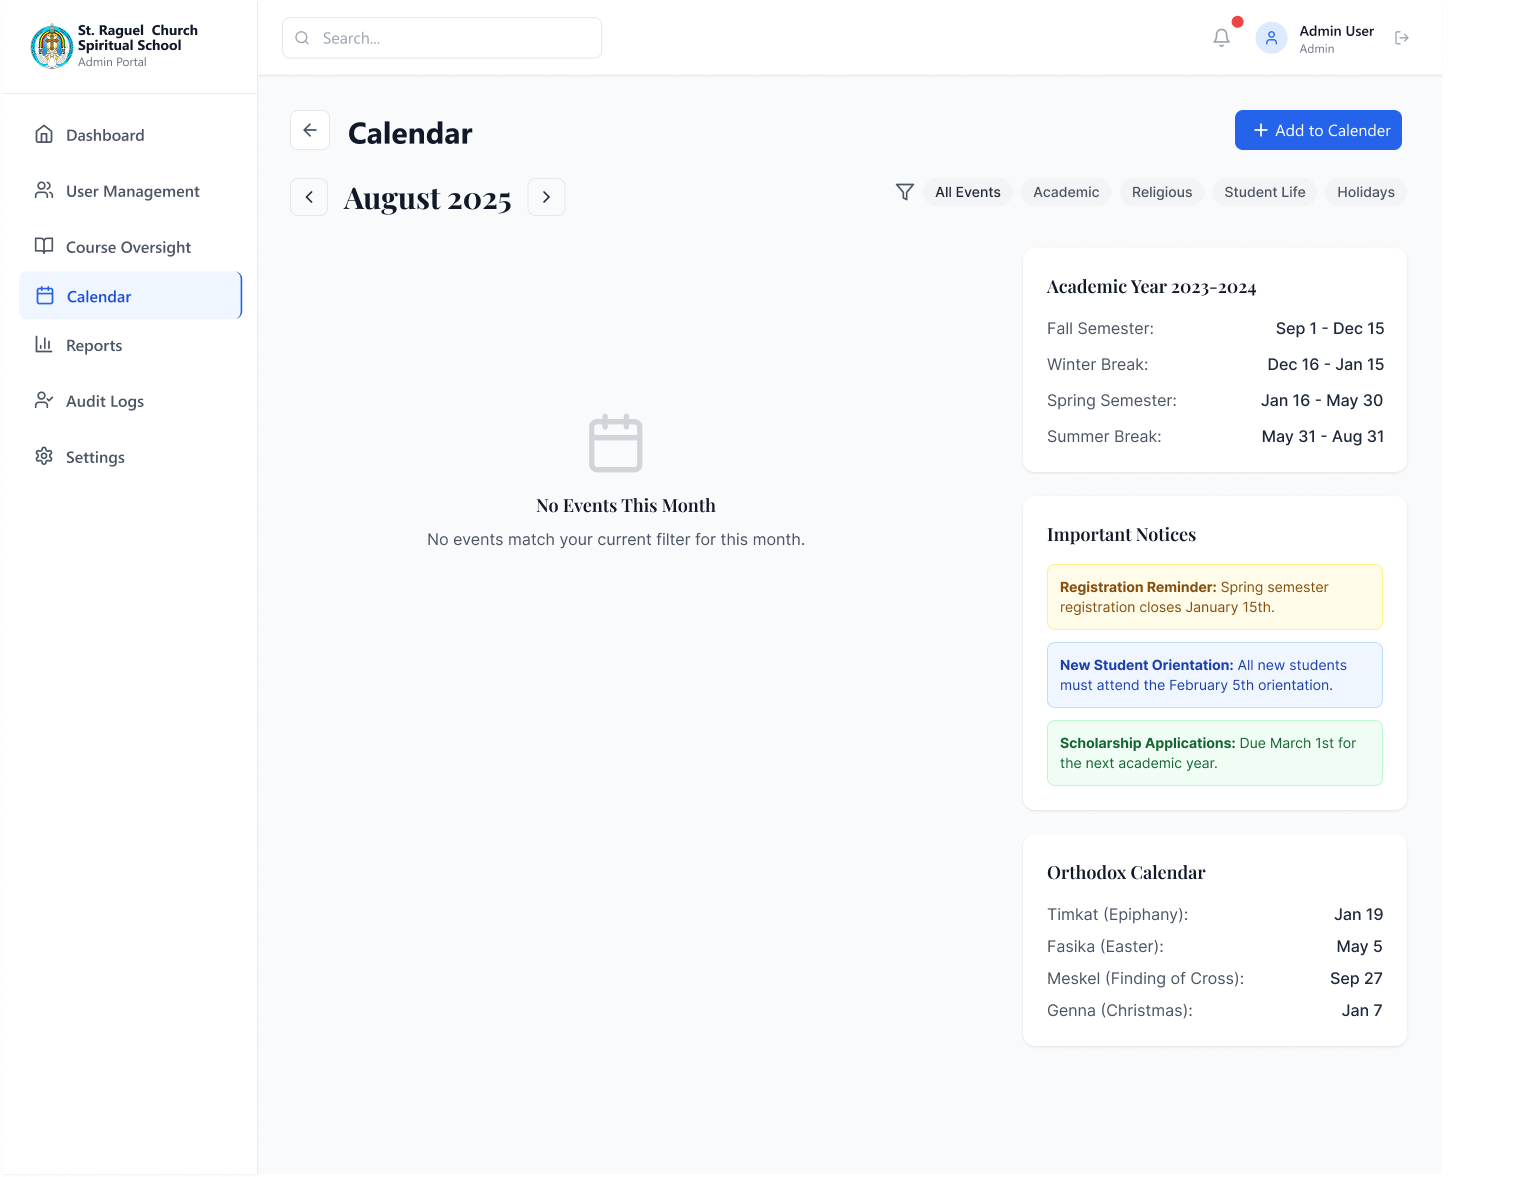 St. Raguel Church
Spiritual School
Admin Portal
Search...
Admin User
Admin
Dashboard
User Management
Course Oversight
Calendar
Reports
Audit Logs
Settings
Calendar
Add to Calender
August 2025
All Events
Academic
Religious
Student Life
Holidays
No Events This Month
No events match your current filter for this month.
Academic Year 2023-2024
Fall Semester: Sep 1 - Dec 15
Winter Break: Dec 16 - Jan 15
Spring Semester: Jan 16 - May 30
Summer Break: May 31 - Aug 31
Important Notices
Registration Reminder: Spring semester
registration closes January 15th.
New Student Orientation: All new students
must attend the February 5th orientation.
Scholarship Applications: Due March 1st for
the next academic year.
Orthodox Calendar
Timkat (Epiphany): Jan 19
Fasika (Easter): May 5
Meskel (Finding of Cross): Sep 27
Genna (Christmas): Jan 7